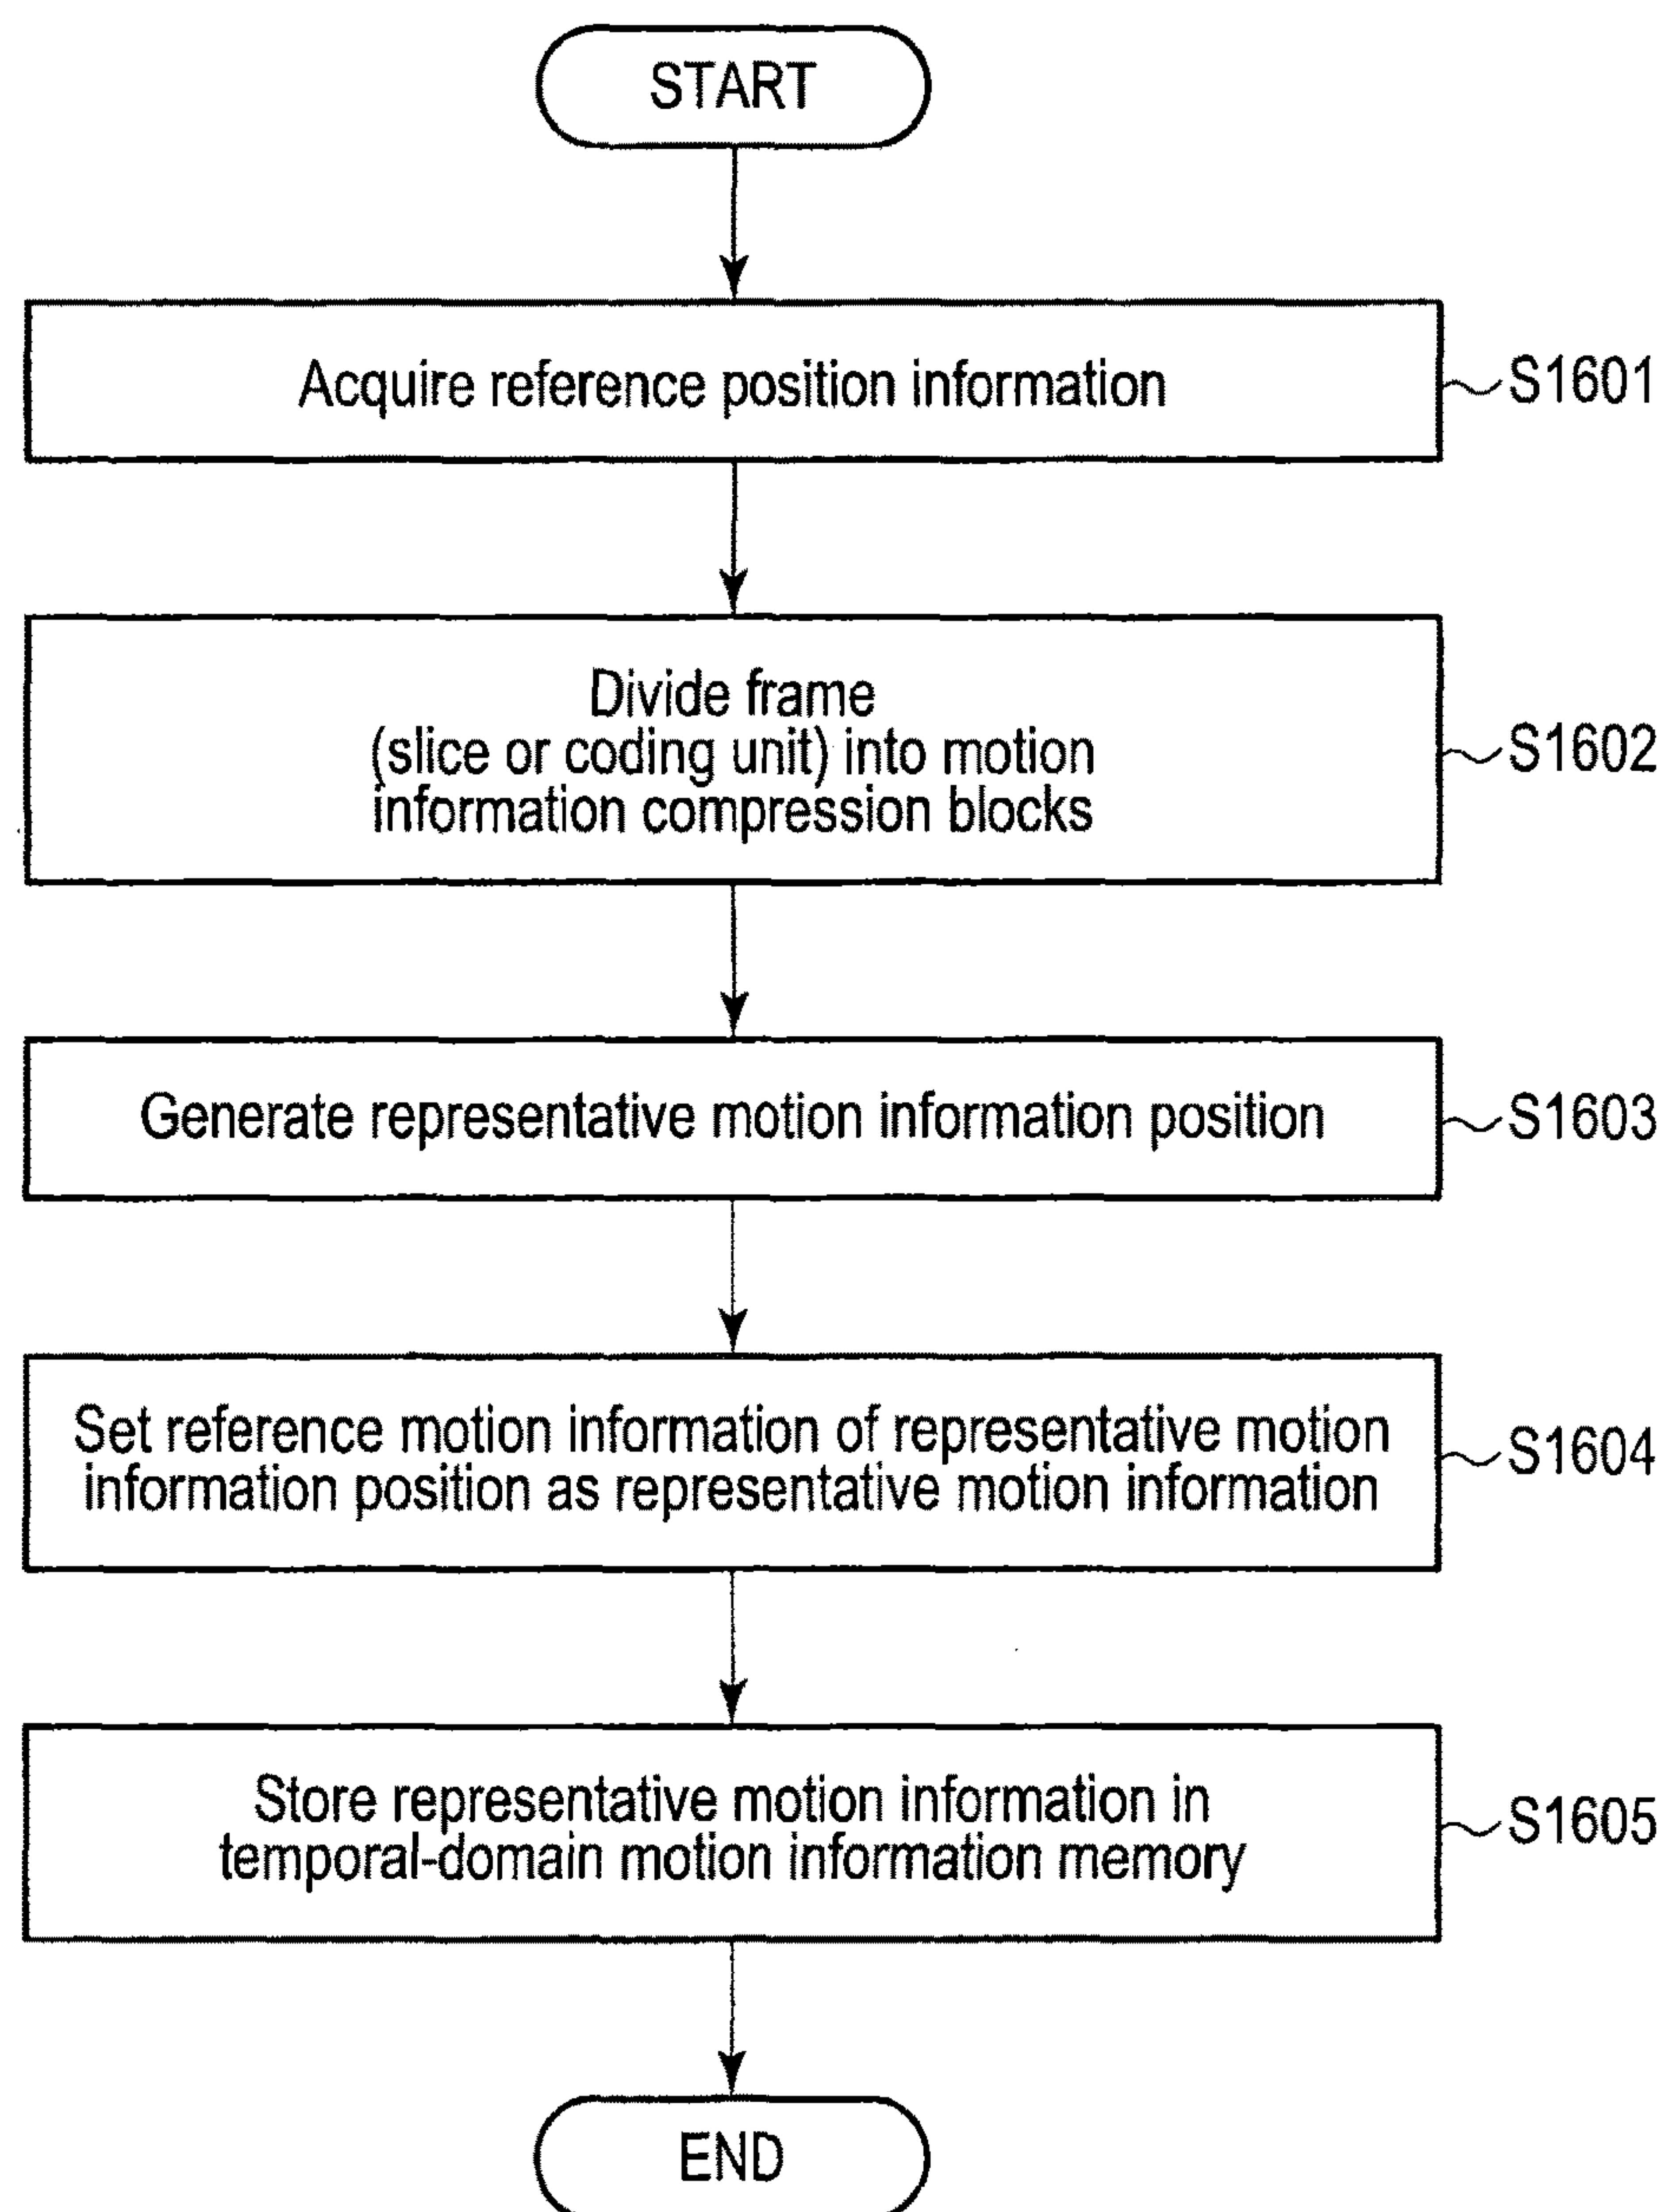 START
Acquire reference position information
S1601
Divide frame
(slice or coding unit) into motion
information compression blocks
S1602
Generate representative motion information position
S1603
Set reference motion information of representative motion
information position as representative motion information
S1604
Store representative motion information in
temporal-domain motion information memory
S1605
END